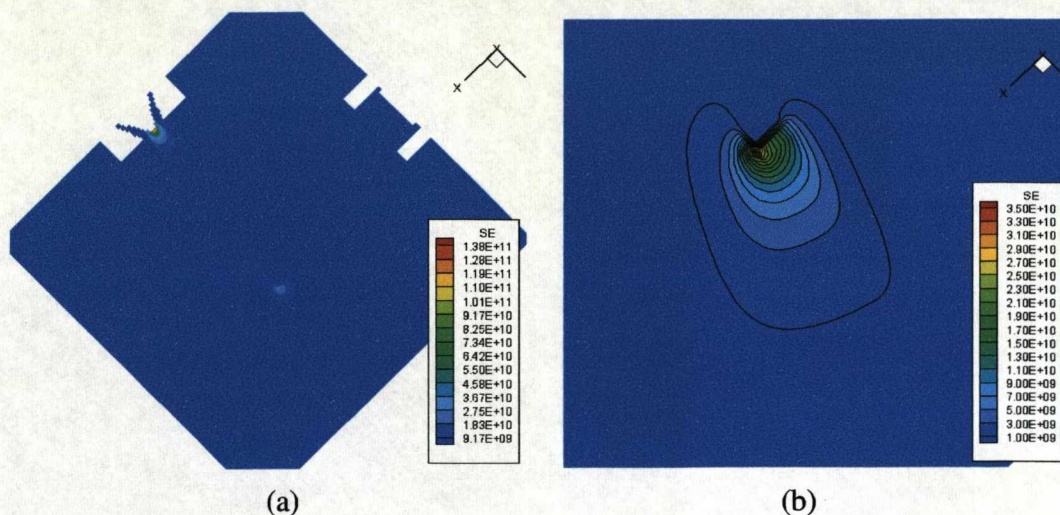 X
X
SE
1.38E+11
1.28E+11
1.19E+11
1.10E+11
1.01E+11
9.17E+10
8.25E+10
7.34E+10
6.42E+10
5.50E+10
4.58E+10
3.67E+10
2.75E+10
1.83E+10
9.17E+09
(a)
X
X
SE
3.50E+10
3.30E+10
3.10E+10
2.90E+10
2.70E+10
2.50E+10
2.30E+10
2.10E+10
1.90E+10
1.70E+10
1.50E+10
1.30E+10
1.10E+10
9.00E+09
7.00E+09
5.00E+09
3.00E+09
1.00E+09
(b)